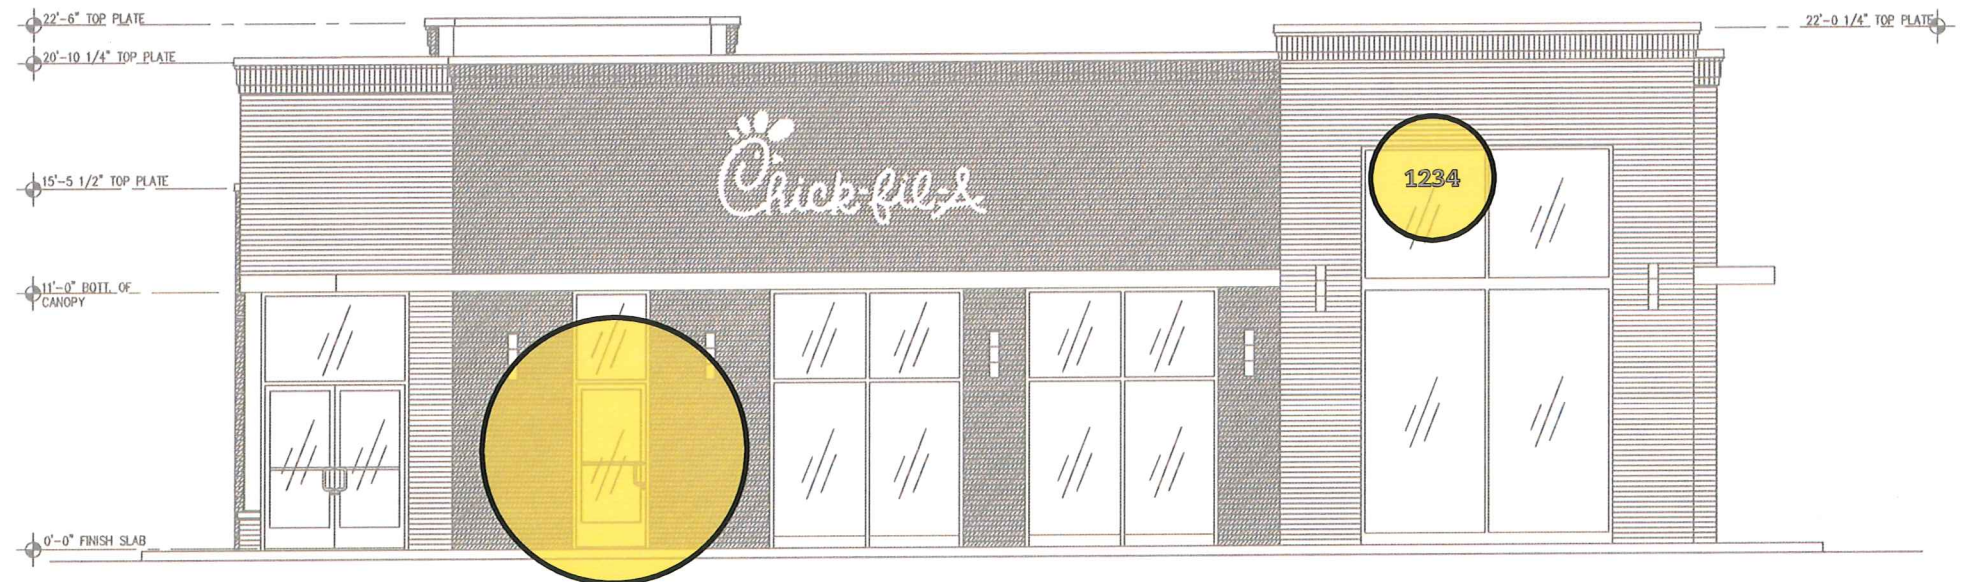 22'-6" TOP PLATE
22'-0 1/4" TOP PLATE
20'-10 1/4" TOP PLATE
Chick-fil-A
1234
15'-5 1/2" TOP PLATE
11'-0" BOTT. OF
CANOPY
0'-0" FINISH SLAB